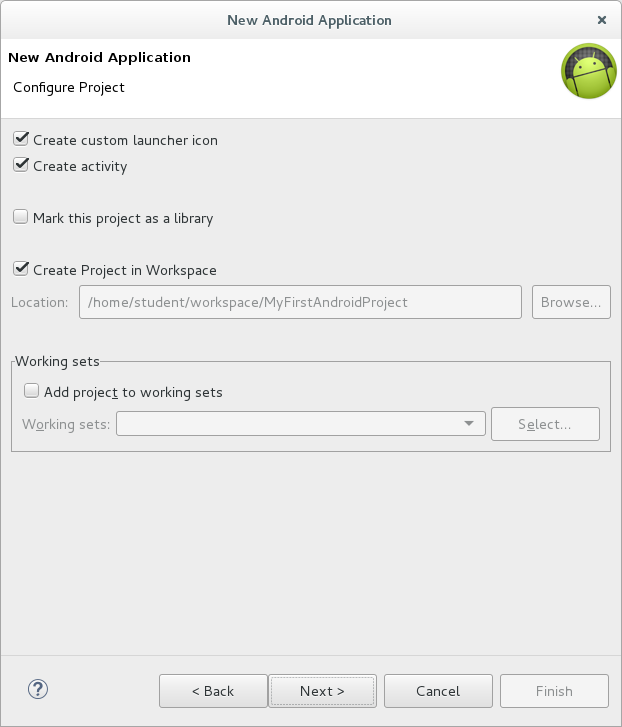 New Android Application
New Android Application
Configure Project
Create custom launcher icon
Create activity
Mark this project as a library
Create Project in Workspace
Location: /home/student/workspace/MyFirstAndroidProject Browse...
Working sets
Add project to working sets
Working sets: Select...
? < Back Next > Cancel Finish